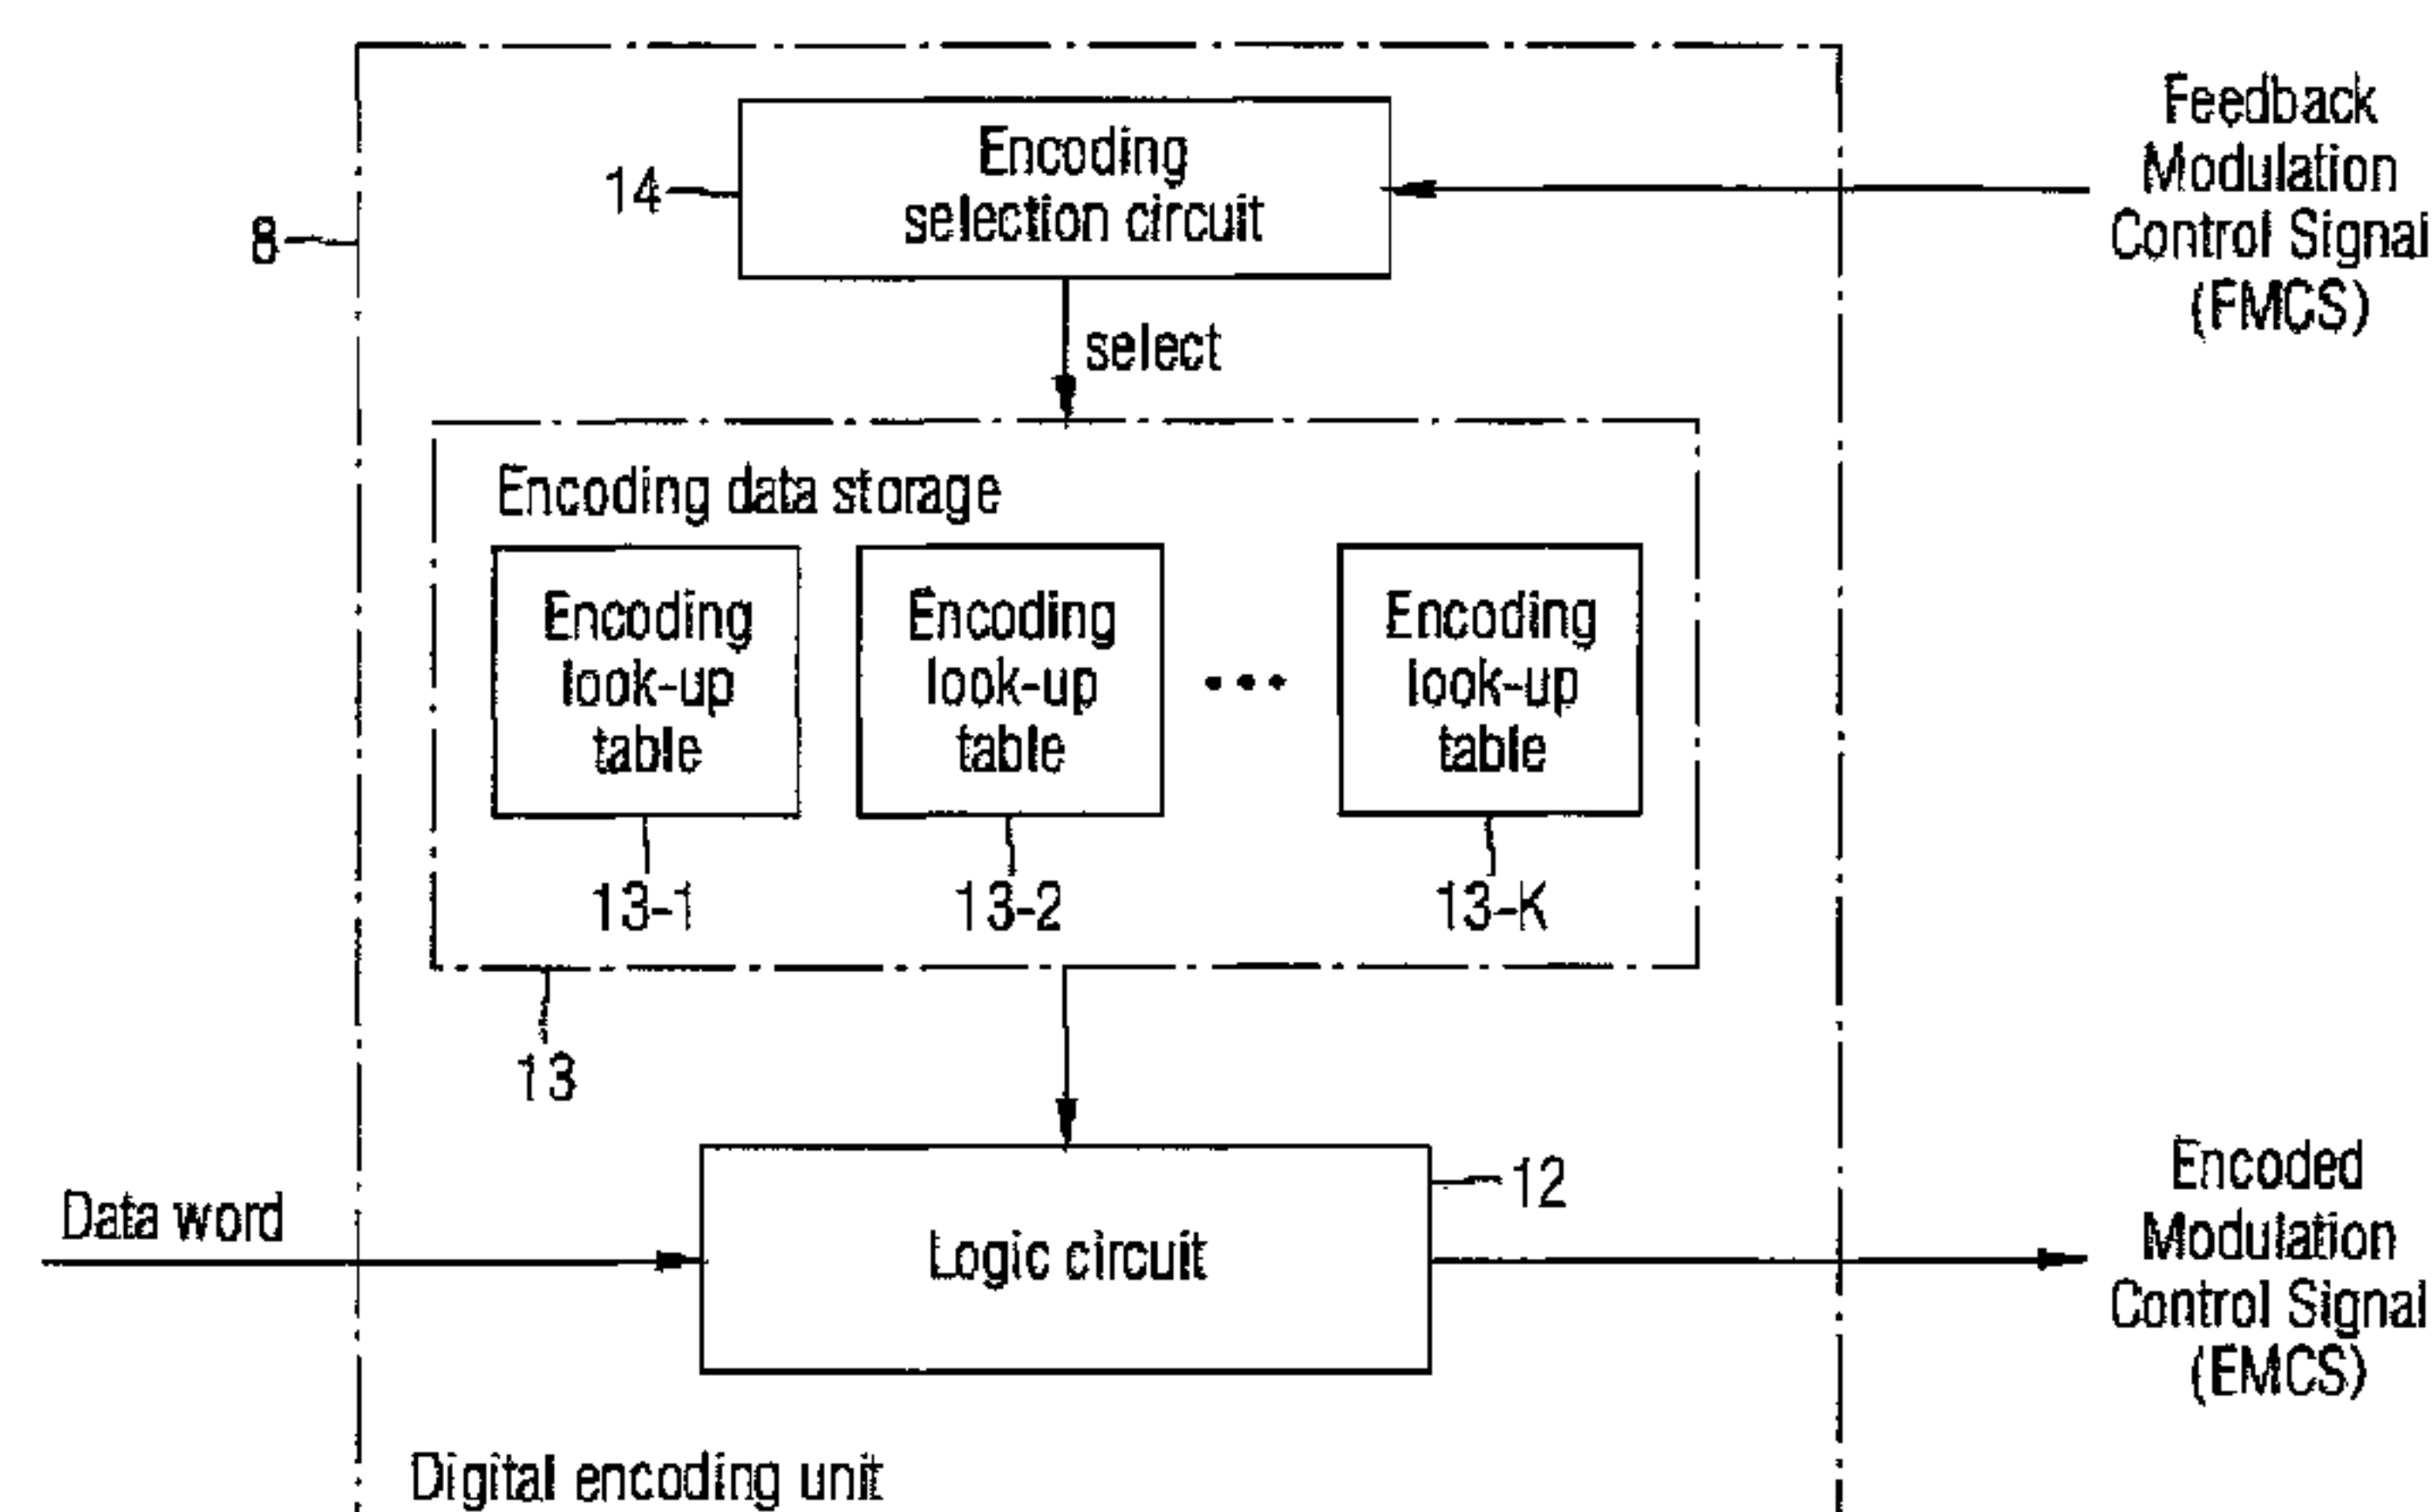 Feedback
Modulation
Control Signal
(FMCS)
Encoding
selection circuit
14
8
select
Encoding data storage
Encoding
look-up
table
Encoding
look-up
table
•••
Encoding
look-up
table
13-1
13-2
13-K
13
12
Data word
Logic circuit
Encoded
Modulation
Control Signal
(EMCS)
Digital encoding unit